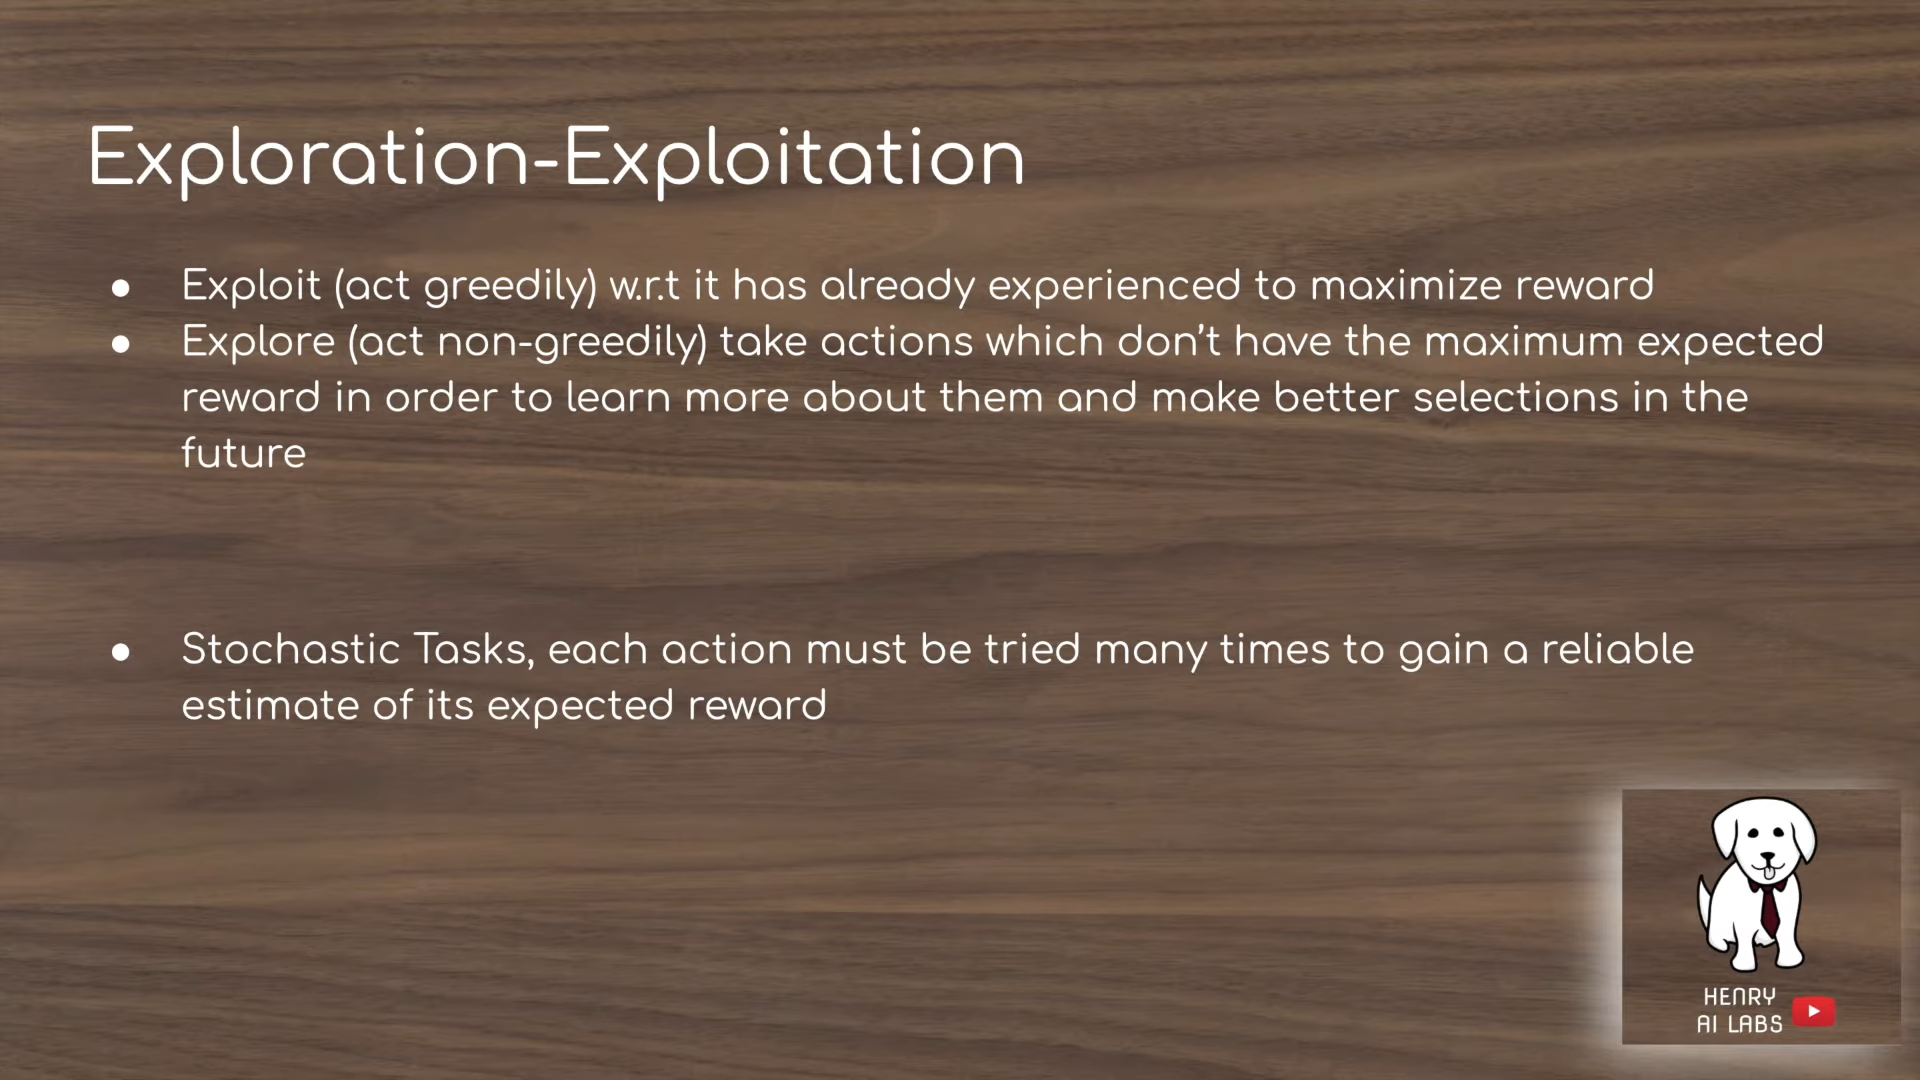 Exploration-Exploitation
● Exploit (act greedily) w.r.t it has already experienced to maximize reward
● Explore (act non-greedily) take actions which don’t have the maximum expected
reward in order to learn more about them and make better selections in the
future
● Stochastic Tasks, each action must be tried many times to gain a reliable
estimate of its expected reward
HENRY
AI LABS